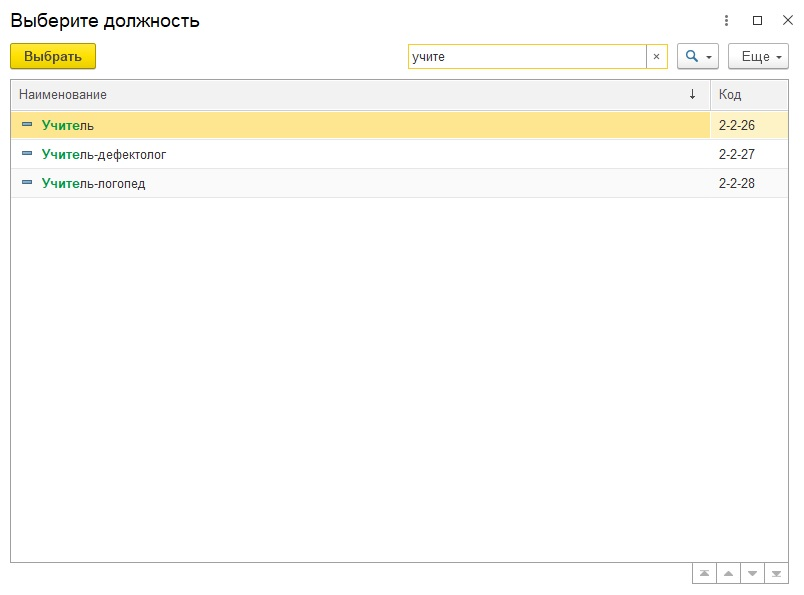 Выберите должность
Выбрать
учите
Еще
Наименование
Код
Учитель 2-2-26
Учитель-дефектолог 2-2-27
Учитель-логопед 2-2-28